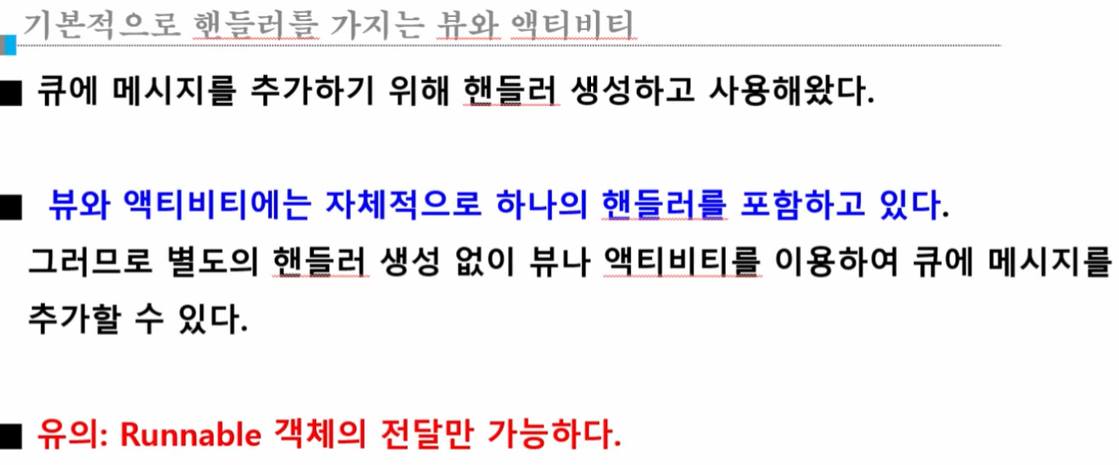 기본적으로 핸들러를 가지는 뷰와 액티비티
■ 큐에 메시지를 추가하기 위해 핸들러 생성하고 사용해왔다.
■ 뷰와 액티비티에는 자체적으로 하나의 핸들러를 포함하고 있다.
그러므로 별도의 핸들러 생성 없이 뷰나 액티비티를 이용하여 큐에 메시지를
추가할 수 있다.
■ 유의: Runnable 객체의 전달만 가능하다.